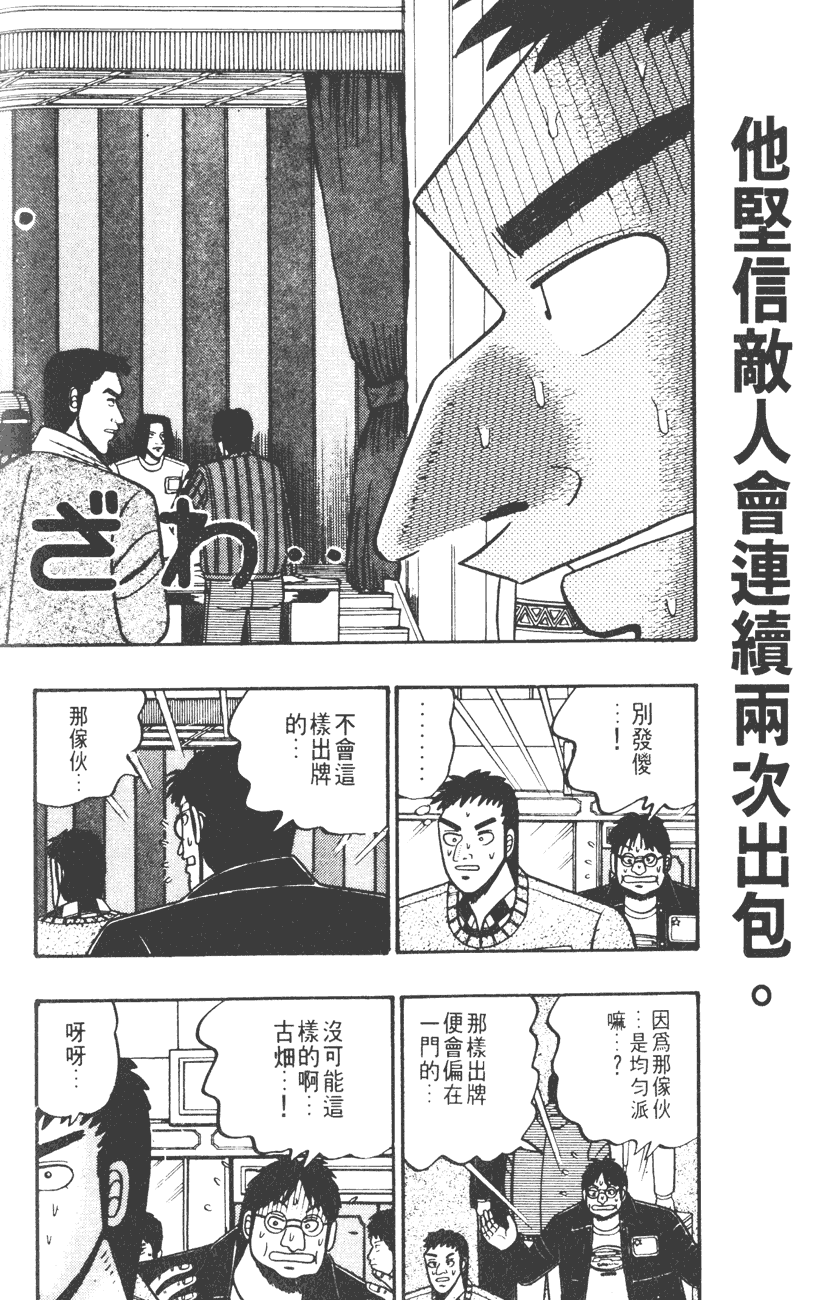 他堅信敵人會連續兩次出包。
ざわ・・
別發傻
…！
………
不會這
樣出牌
的…
那傢伙…
因爲那傢伙
…是均勻派
嘛…？
那樣出牌
便會偏在
一門的…
沒可能這
樣的啊…
古畑…！
呀呀…